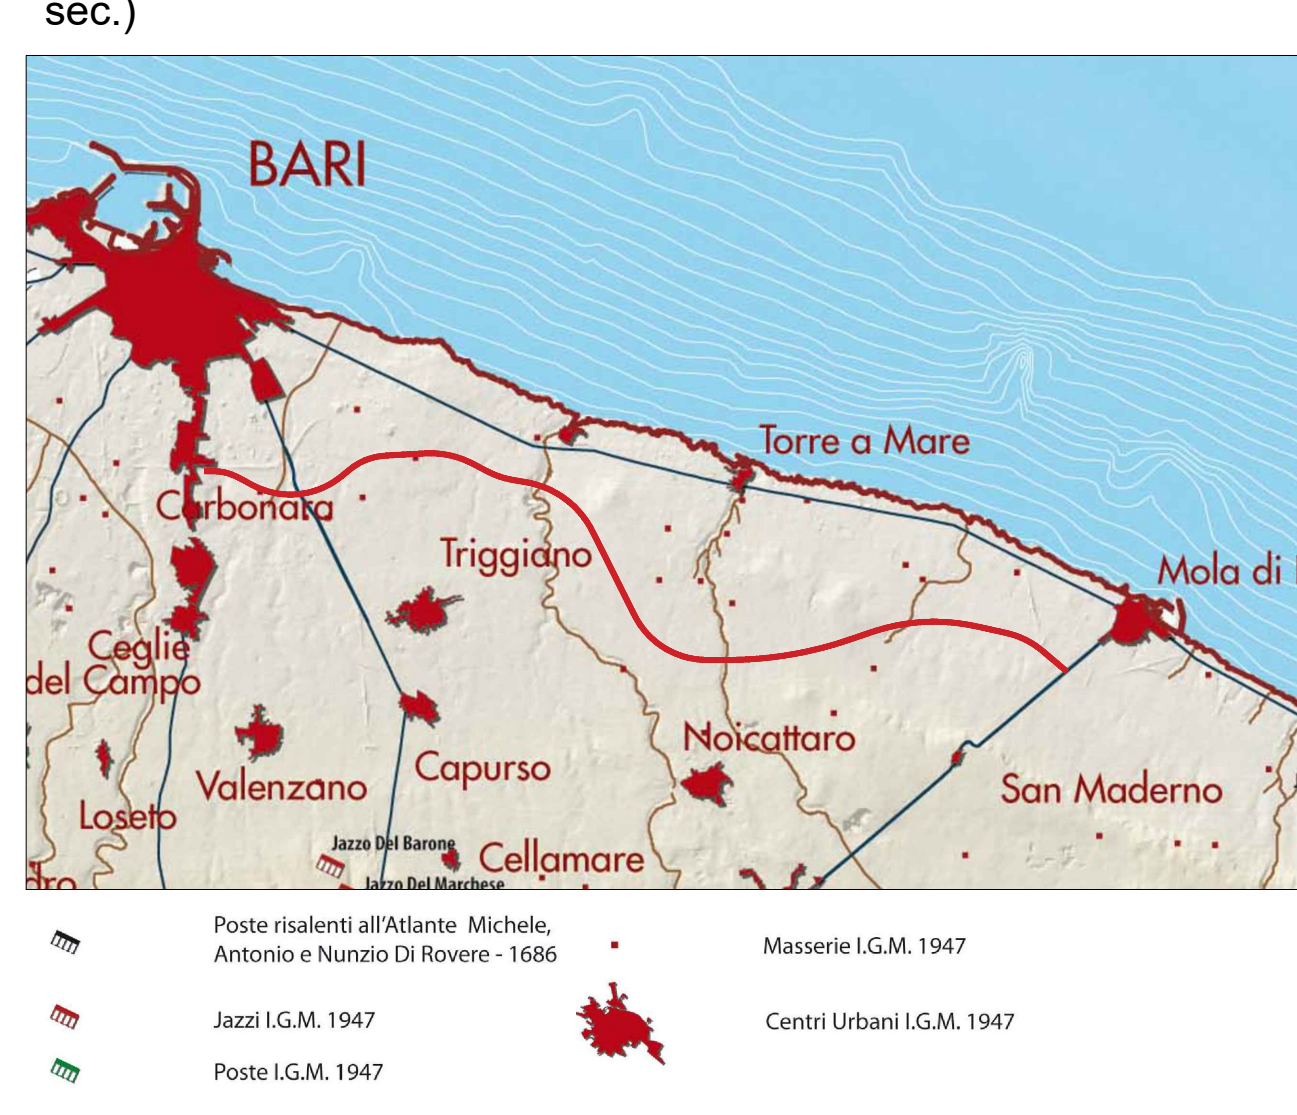 sec.)
BARI
Torre a Mare
Carbonara
Triggiano
Mola di
Ceglie
del Campo
Noicattaro
Capurso
Valenzano
San Maderno
Loseto
Jazzo Del Barone
Cellamare
dro
Jazzo Del Marchese
Poste risalenti all'Atlante Michele,
Antonio e Nunzio Di Rovere - 1686
Masserie I.G.M. 1947
Jazzi I.G.M. 1947
Centri Urbani I.G.M. 1947
Poste I.G.M. 1947